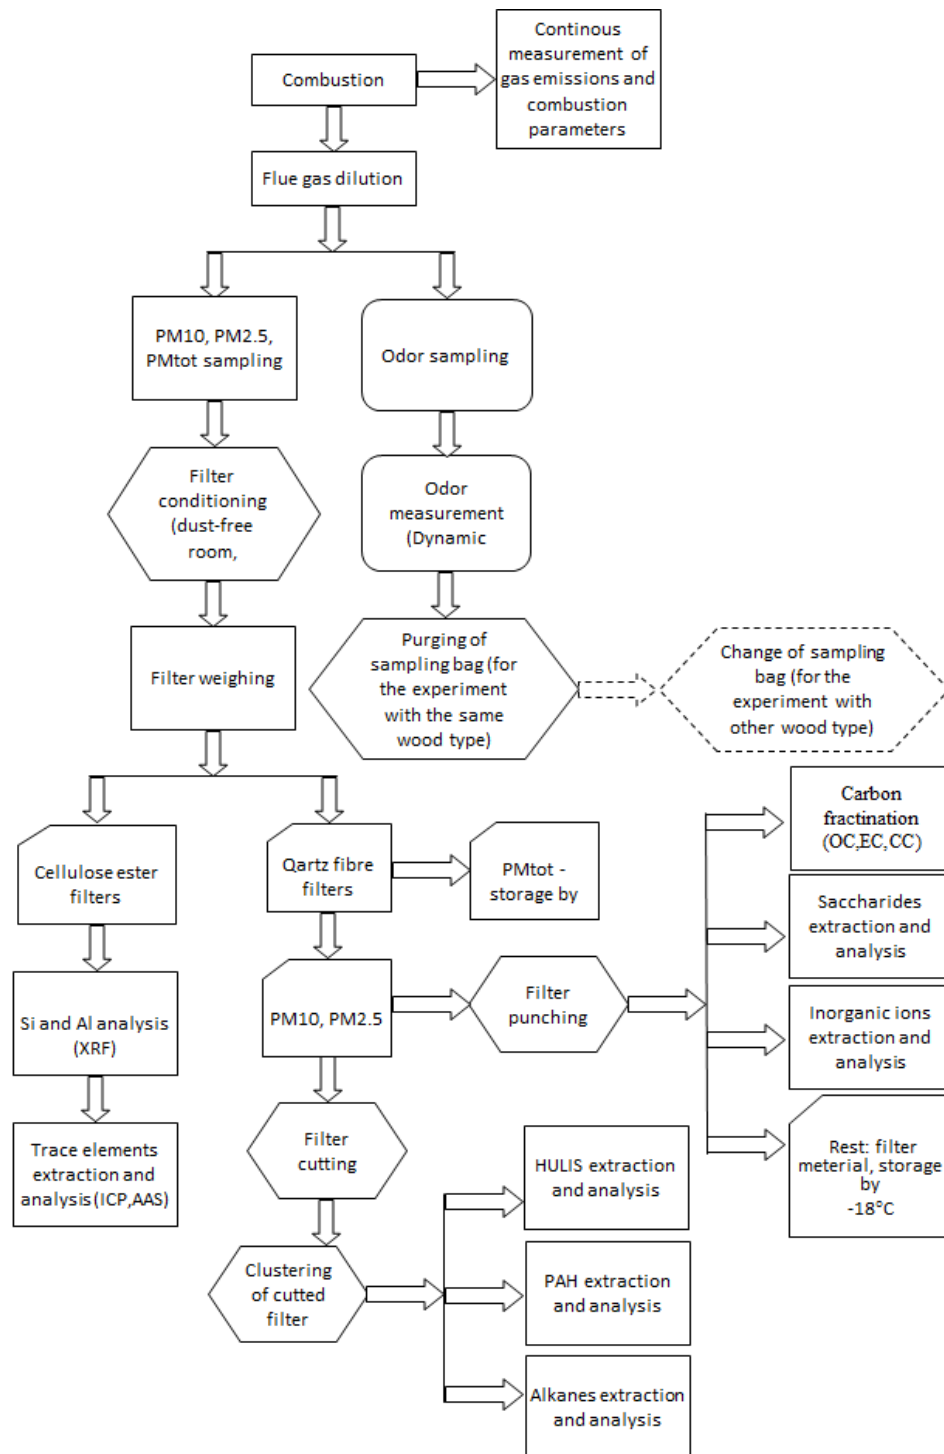 Continous
measurement of
gas emissions and
combustion
parameters
Combustion
Flue gas dilution
PM10, PM2.5,
PMtot sampling
Odor sampling
Filter
conditioning
(dust-free
room,
Odor
measurement
(Dynamic
Filter weighing
Purging of
sampling bag (for
the experiment
with the same
wood type)
Change of sampling
bag (for the
experiment with
other wood type)
Cellulose ester
filters
Qartz fibre
filters
PMtot -
storage by
Carbon
fractination
(OC,EC,CC)
Saccharides
extraction and
analysis
Si and Al analysis
(XRF)
PM10, PM2.5
Filter
punching
Inorganic ions
extraction and
analysis
Trace elements
extraction and
analysis(ICP,AAS)
Filter
cutting
HULIS extraction
and analysis
Rest: filter
meterial, storage
by
-18°C
Clustering
of cutted
filter
PAH extraction
and analysis
Alkanes extraction
and analysis